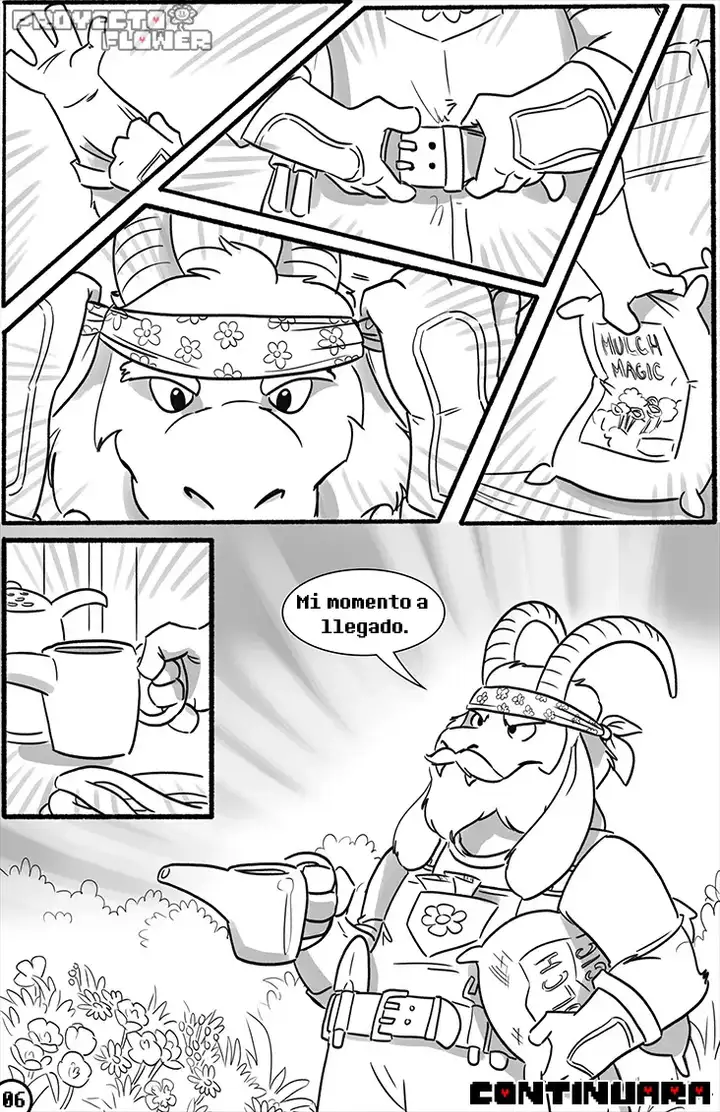 PROYECTO
FLOWER
MULCH
MAGIC
Mi momento a
llegado.
06
CONTINUARA